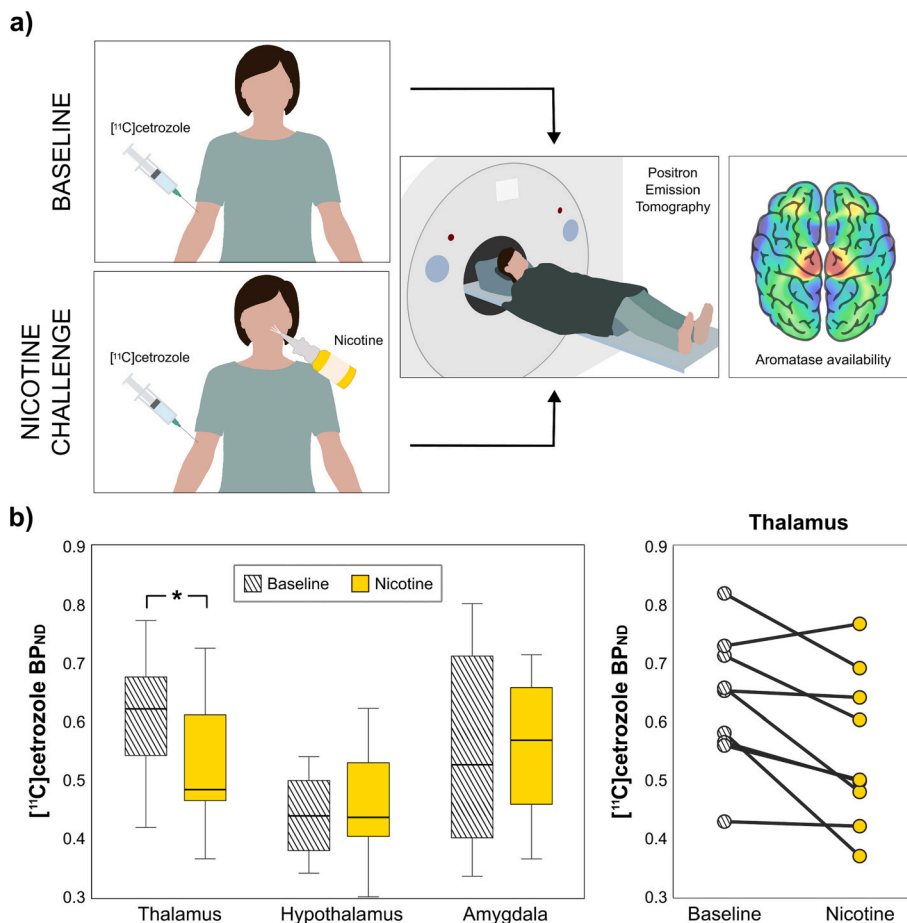 a)
BASELINE
[¹¹C]cetrozole
NICOTINE
CHALLENGE
[¹¹C]cetrozole
Nicotine
Positron
Emission
Tomography
Aromatase availability
b)
[¹¹C]cetrozole BPND
0.9
0.8
0.7
0.6
0.5
0.4
0.3
Baseline
Nicotine
*
Thalamus
Hypothalamus
Amygdala
Thalamus
[¹¹C]cetrozole BPND
0.9
0.8
0.7
0.6
0.5
0.4
0.3
Baseline
Nicotine